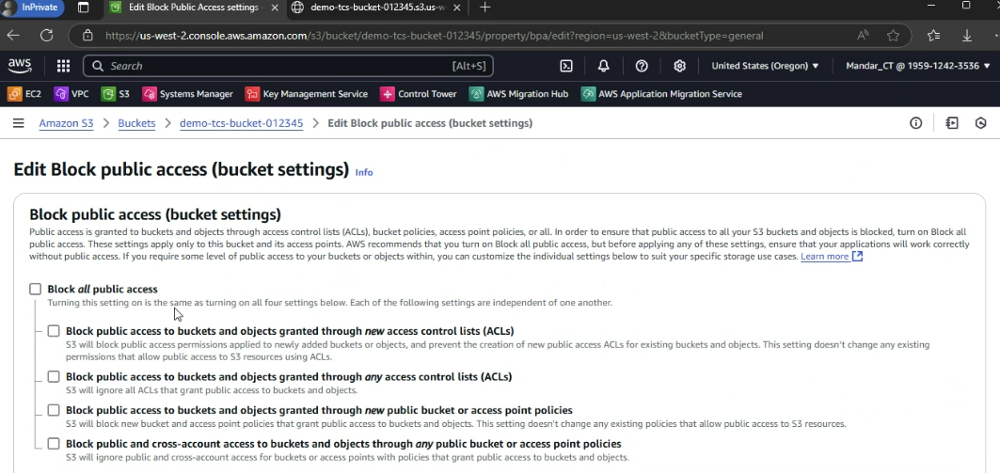 InPrivate
Edit Block Public Access settings
demo-tcs-bucket-012345.s3.us-w
https://us-west-2.console.aws.amazon.com/s3/bucket/demo-tcs-bucket-012345/property/bpa/edit?region=us-west-2&bucketType=general
aws
Search [Alt+S]
United States (Oregon)
Mandar_CT @ 1959-1242-3536
EC2 VPC S3 Systems Manager Key Management Service Control Tower AWS Migration Hub AWS Application Migration Service
Amazon S3 > Buckets > demo-tcs-bucket-012345 > Edit Block public access (bucket settings)
Edit Block public access (bucket settings) Info
Block public access (bucket settings)
Public access is granted to buckets and objects through access control lists (ACLs), bucket policies, access point policies, or all. In order to ensure that public access to all your S3 buckets and objects is blocked, turn on Block all
public access. These settings apply only to this bucket and its access points. AWS recommends that you turn on Block all public access, but before applying any of these settings, ensure that your applications will work correctly
without public access. If you require some level of public access to your buckets or objects within, you can customize the individual settings below to suit your specific storage use cases. Learn more
Block all public access
Turning this setting on is the same as turning on all four settings below. Each of the following settings are independent of one another.
Block public access to buckets and objects granted through new access control lists (ACLs)
S3 will block public access permissions applied to newly added buckets or objects, and prevent the creation of new public access ACLs for existing buckets and objects. This setting doesn't change any existing
permissions that allow public access to S3 resources using ACLs.
Block public access to buckets and objects granted through any access control lists (ACLs)
S3 will ignore all ACLs that grant public access to buckets and objects.
Block public access to buckets and objects granted through new public bucket or access point policies
S3 will block new bucket and access point policies that grant public access to buckets and objects. This setting doesn't change any existing policies that allow public access to S3 resources.
Block public and cross-account access to buckets and objects through any public bucket or access point policies
S3 will ignore public and cross-account access for buckets or access points with policies that grant public access to buckets and objects.